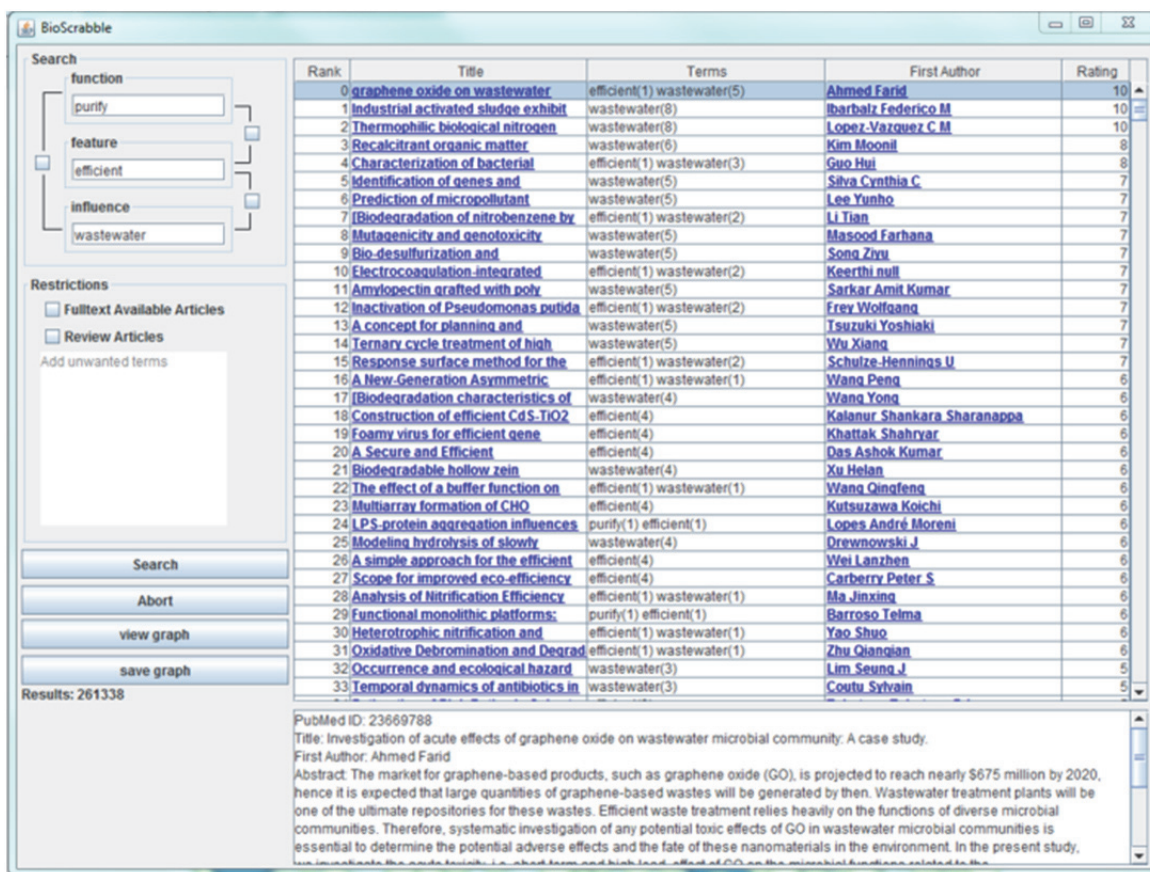 BioScrabble
Search
function
purify
feature
efficient
influence
wastewater
Restrictions
Fulltext Available Articles
Review Articles
Add unwanted terms
Search
Abort
view graph
save graph
Results: 261338
Rank Title Terms First Author Rating
0 graphene oxide on wastewater efficient(1) wastewater(5) Ahmed Farid 10
1 Industrial activated sludge exhibit wastewater(8) Ibarbalz Federico M 10
2 Thermophilic biological nitrogen wastewater(8) Lopez-Vazquez C M 10
3 Recalcitrant organic matter wastewater(6) Kim Moonil 8
4 Characterization of bacterial efficient(1) wastewater(3) Guo Hui 8
5 Identification of genes and wastewater(5) Silva Cynthia C 7
6 Prediction of micropollutant wastewater(5) Lee Yunho 7
7 [Biodegradation of nitrobenzene by efficient(1) wastewater(2) Li Tian 7
8 Mutagenicity and genotoxicity wastewater(5) Masood Farhana 7
9 Bio-desulfurization and wastewater(5) Song Ziyu 7
10 Electrocoagulation-integrated efficient(1) wastewater(2) Keerthi null 7
11 Amylopectin grafted with poly wastewater(5) Sarkar Amit Kumar 7
12 Inactivation of Pseudomonas putida efficient(1) wastewater(2) Frey Wolfgang 7
13 A concept for planning and wastewater(5) Tsuzuki Yoshiaki 7
14 Ternary cycle treatment of high wastewater(5) Wu Xiang 7
15 Response surface method for the efficient(1) wastewater(2) Schulze-Hennings U 7
16 A New-Generation Asymmetric efficient(1) wastewater(1) Wang Peng 6
17 [Biodegradation characteristics of wastewater(4) Wang Yong 6
18 Construction of efficient CdS-TiO2 efficient(4) Kalanur Shankara Sharanappa 6
19 Foamy virus for efficient gene efficient(4) Khattak Shahryar 6
20 A Secure and Efficient efficient(4) Das Ashok Kumar 6
21 Biodegradable hollow zein wastewater(4) Xu Helan 6
22 The effect of a buffer function on efficient(1) wastewater(1) Wang Qingfeng 6
23 Multiarray formation of CHO efficient(4) Kutsuzawa Koichi 6
24 LPS-protein aggregation influences purify(1) efficient(1) Lopes André Moreni 6
25 Modeling hydrolysis of slowly wastewater(4) Drewnowski J 6
26 A simple approach for the efficient efficient(4) Wei Lanzhen 6
27 Scope for improved eco-efficiency efficient(4) Carberry Peter S 6
28 Analysis of Nitrification Efficiency efficient(1) wastewater(1) Ma Jinxing 6
29 Functional monolithic platforms: purify(1) efficient(1) Barroso Telma 6
30 Heterotrophic nitrification and efficient(1) wastewater(1) Yao Shuo 6
31 Oxidative Debromination and Degrad efficient(1) wastewater(1) Zhu Qianqian 6
32 Occurrence and ecological hazard wastewater(3) Lim Seung J 5
33 Temporal dynamics of antibiotics in wastewater(3) Coutu Sylvain 5
PubMed ID: 23669788
Title: Investigation of acute effects of graphene oxide on wastewater microbial community: A case study.
First Author: Ahmed Farid
Abstract: The market for graphene-based products, such as graphene oxide (GO), is projected to reach nearly $675 million by 2020,
hence it is expected that large quantities of graphene-based wastes will be generated by then. Wastewater treatment plants will be
one of the ultimate repositories for these wastes. Efficient waste treatment relies heavily on the functions of diverse microbial
communities. Therefore, systematic investigation of any potential toxic effects of GO in wastewater microbial communities is
essential to determine the potential adverse effects and the fate of these nanomaterials in the environment. In the present study,
we investigate the acute toxicity, i.e. short term and high load, effect of GO on the microbial functions related to the